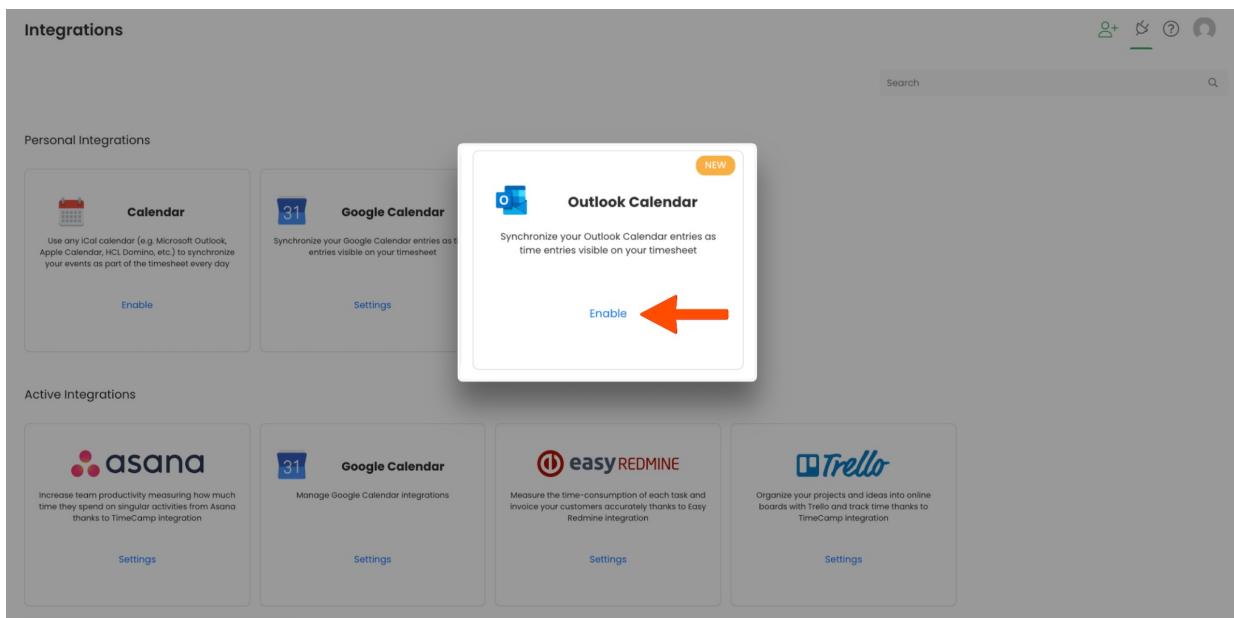 Integrations
Search
Personal Integrations
Calendar
Use any iCal calendar (e.g. Microsoft Outlook,
Apple Calendar, HCL Domino, etc.) to synchronize
your events as part of the timesheet every day
Enable
31
Google Calendar
Synchronize your Google Calendar entries as
entries visible on your timesheet
Settings
NEW
Outlook Calendar
Synchronize your Outlook Calendar entries as
time entries visible on your timesheet
Enable
Active Integrations
asana
Increase team productivity measuring how much
time they spend on singular activities from Asana
thanks to TimeCamp integration
Settings
31
Google Calendar
Manage Google Calendar integrations
Settings
easy REDMINE
Measure the time-consumption of each task and
invoice your customers accurately thanks to Easy
Redmine integration
Settings
Trello
Organize your projects and ideas into online
boards with Trello and track time thanks to
TimeCamp integration
Settings